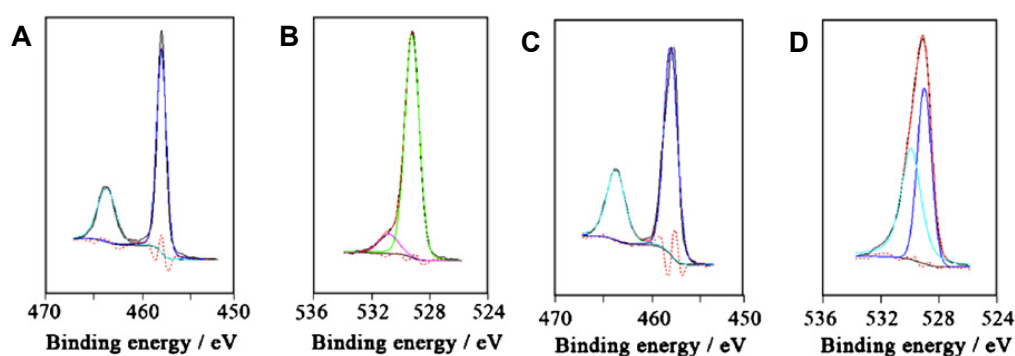 A
B
C
D
470 460 450
536 532 528 524
470 460 450
536 532 528 524
Binding energy / eV
Binding energy / eV
Binding energy / eV
Binding energy / eV